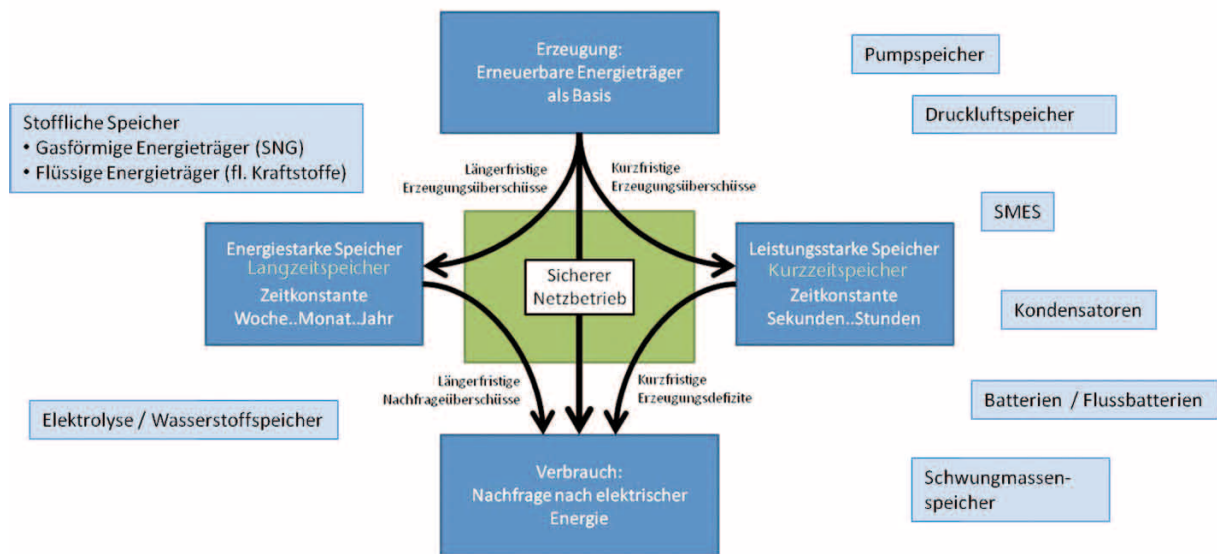 Erzeugung:
Erneuerbare Energieträger
als Basis
Pumpspeicher
Druckluftspeicher
Stoffliche Speicher
• Gasförmige Energieträger (SNG)
• Flüssige Energieträger (fl. Kraftstoffe)
Längerfristige
Erzeugungsüberschüsse
Kurzfristige
Erzeugungsüberschüsse
SMES
Energiestarke Speicher
Langzeitspeicher
Zeitkonstante
Woche..Monat..Jahr
Sicherer
Netzbetrieb
Leistungsstarke Speicher
Kurzzeitspeicher
Zeitkonstante
Sekunden..Stunden
Kondensatoren
Längerfristige
Nachfrageüberschüsse
Kurzfristige
Erzeugungsdefizite
Batterien / Flussbatterien
Elektrolyse / Wasserstoffspeicher
Verbrauch:
Nachfrage nach elektrischer
Energie
Schwungmassen-
speicher